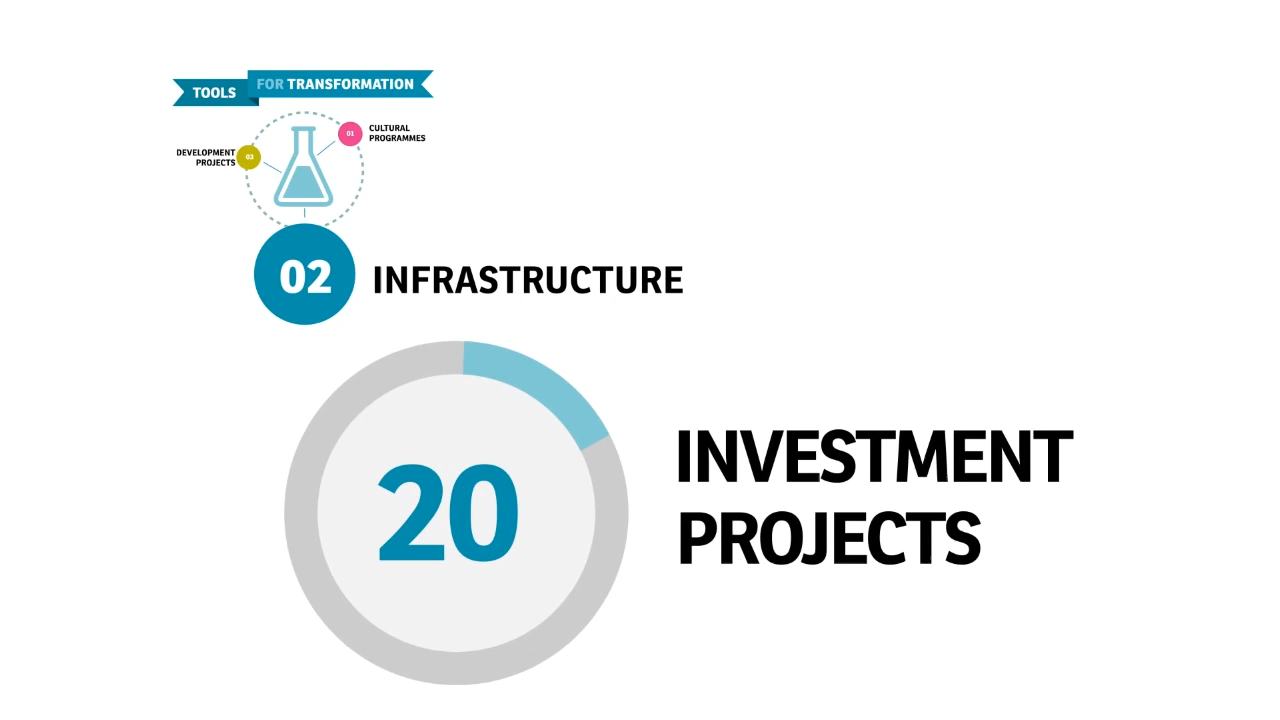 TOOLS FOR TRANSFORMATION
01
CULTURAL
PROGRAMMES
DEVELOPMENT
PROJECTS
03
02
INFRASTRUCTURE
20
INVESTMENT
PROJECTS